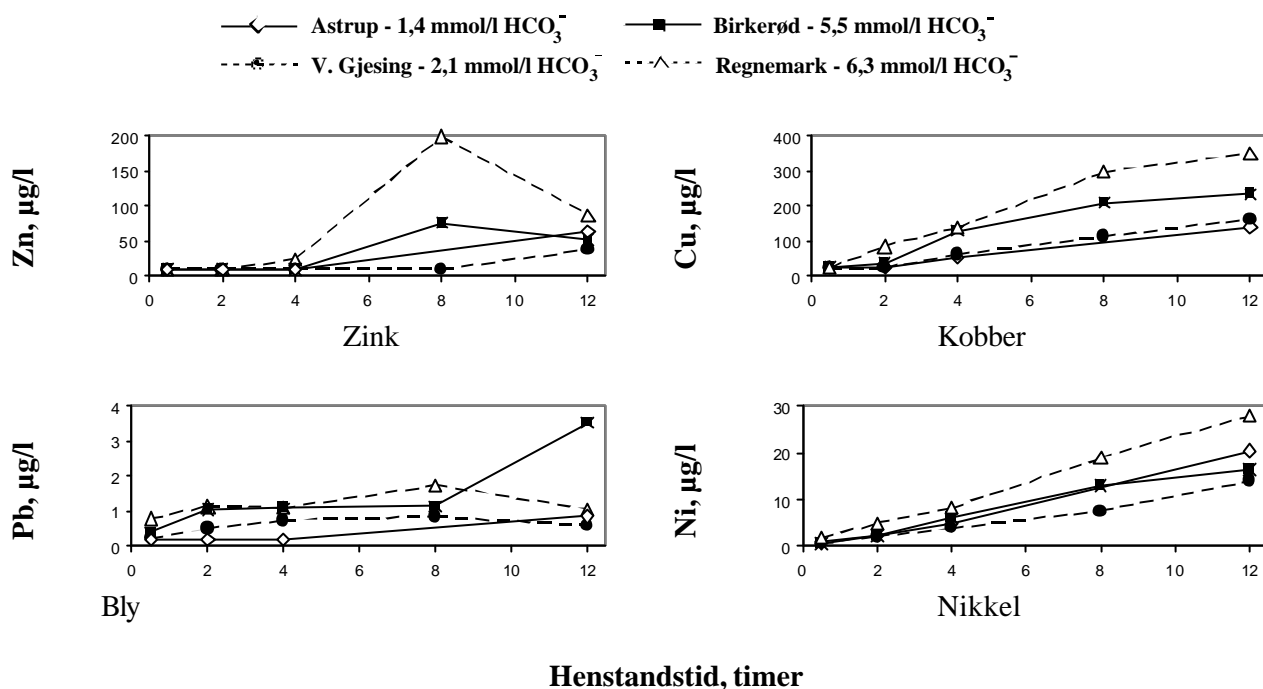 Astrup - 1,4 mmol/l HCO3⁻ Birkerød - 5,5 mmol/l HCO3⁻
V. Gjesing - 2,1 mmol/l HCO3⁻ Regnemark - 6,3 mmol/l HCO3⁻
Zn, µg/l
200
150
100
50
0
0 2 4 6 8 10 12
Zink
Cu, µg/l
400
300
200
100
0
0 2 4 6 8 10 12
Kobber
Pb, µg/l
4
3
2
1
0
0 2 4 6 8 10 12
Bly
Ni, µg/l
30
20
10
0
0 2 4 6 8 10 12
Nikkel
Henstandstid, timer